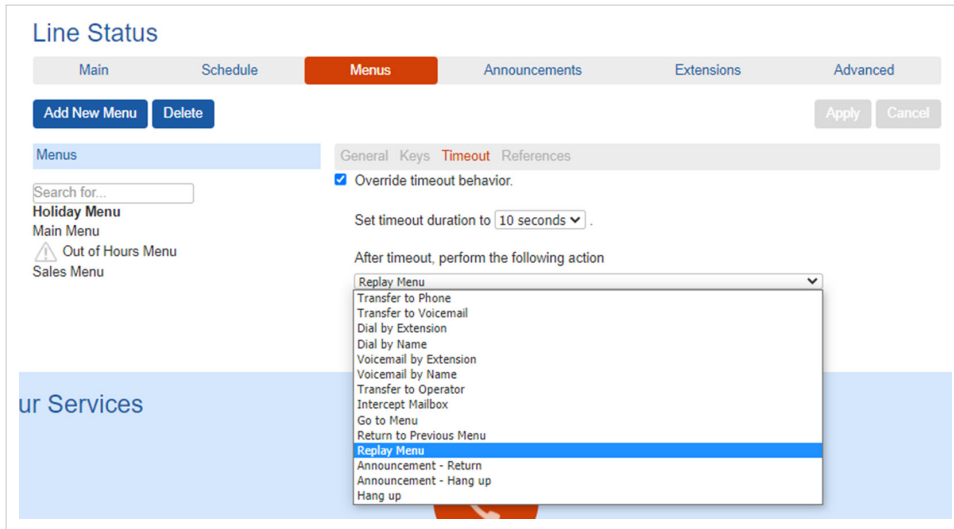 Line Status
Main Schedule Menus Announcements Extensions Advanced
Add New Menu Delete Apply Cancel
Menus
General Keys Timeout References
Search for...
Holiday Menu
Main Menu
Out of Hours Menu
Sales Menu
Override timeout behavior.
Set timeout duration to 10 seconds .
After timeout, perform the following action
Replay Menu
Transfer to Phone
Transfer to Voicemail
Dial by Extension
Dial by Name
Voicemail by Extension
Voicemail by Name
Transfer to Operator
Intercept Mailbox
Go to Menu
Return to Previous Menu
Replay Menu
Announcement - Return
Announcement - Hang up
Hang up
ur Services